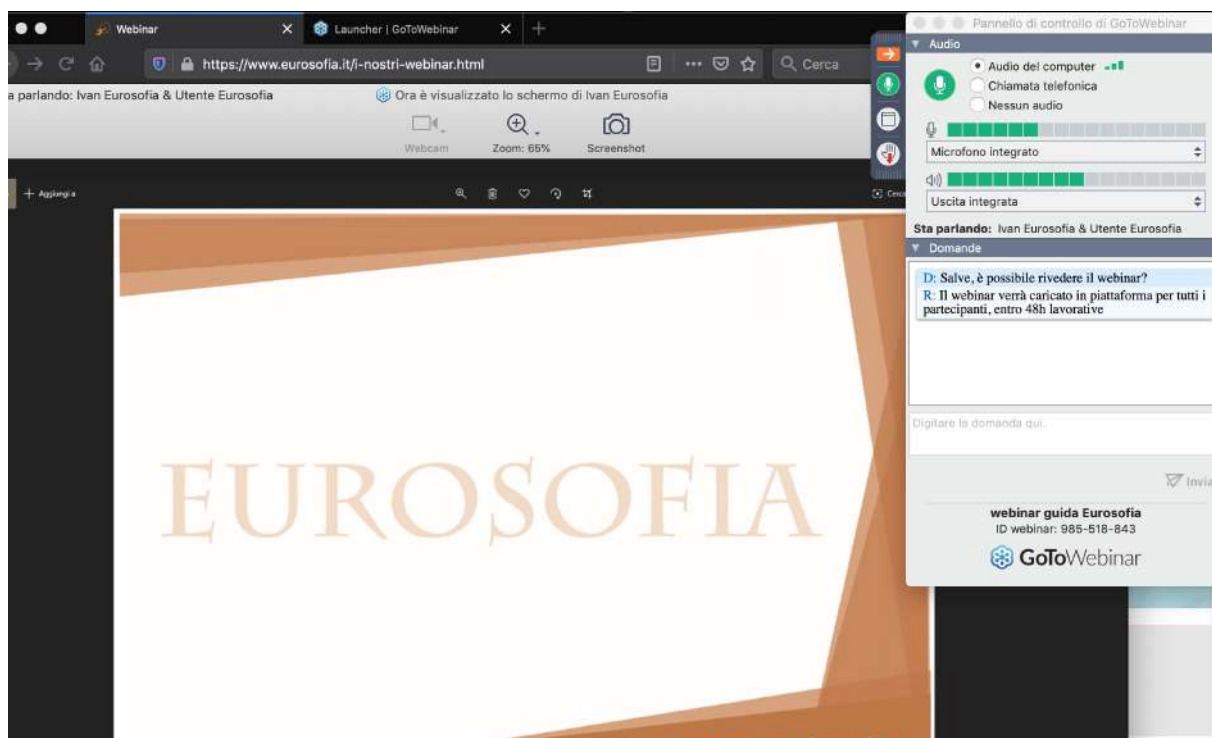 Webinar
Launcher | GoToWebinar
https://www.eurosofia.it/i-nostri-webinar.html
Cerca
a parlando: Ivan Eurosofia & Utente Eurosofia
Ora è visualizzato lo schermo di Ivan Eurosofia
Webcam
Zoom: 65%
Screenshot
+ Aggiungi a
Cerca
EUROSOFIA
Pannello di controllo di GoToWebinar
Audio
Audio del computer
Chiamata telefonica
Nessun audio
Microfono integrato
Uscita integrata
Sta parlando: Ivan Eurosofia & Utente Eurosofia
Domande
D: Salve, è possibile rivedere il webinar?
R: Il webinar verrà caricato in piattaforma per tutti i
partecipanti, entro 48h lavorative
Digitare la domanda qui.
Invia
webinar guida Eurosofia
ID webinar: 985-518-843
GoToWebinar